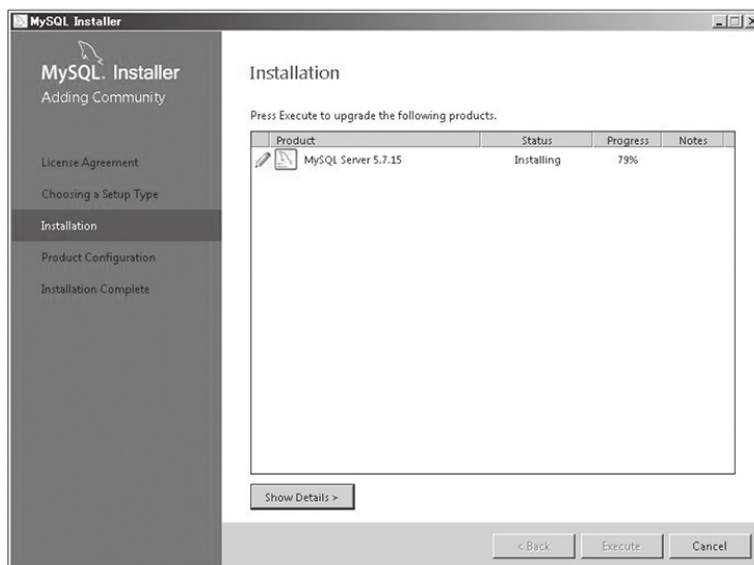 MySQL Installer
MySQL. Installer
Adding Community
License Agreement
Choosing a Setup Type
Installation
Product Configuration
Installation Complete
Installation
Press Execute to upgrade the following products.
Product Status Progress Notes
MySQL Server 5.7.15 Installing 79%
Show Details >
< Back Execute Cancel